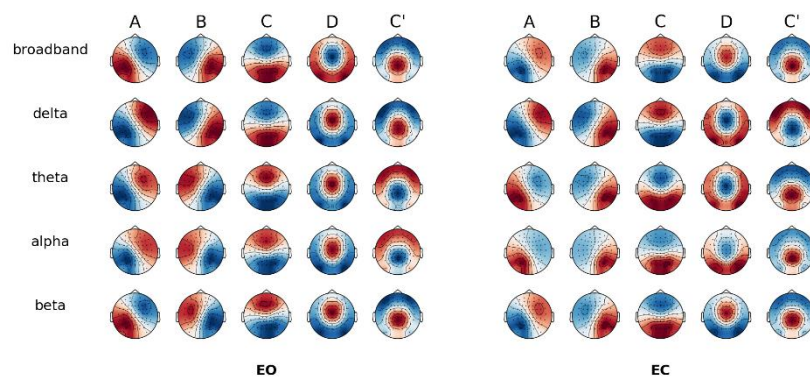 A B C D C' A B C D C'
broadband
delta
theta
alpha
beta
EO EC